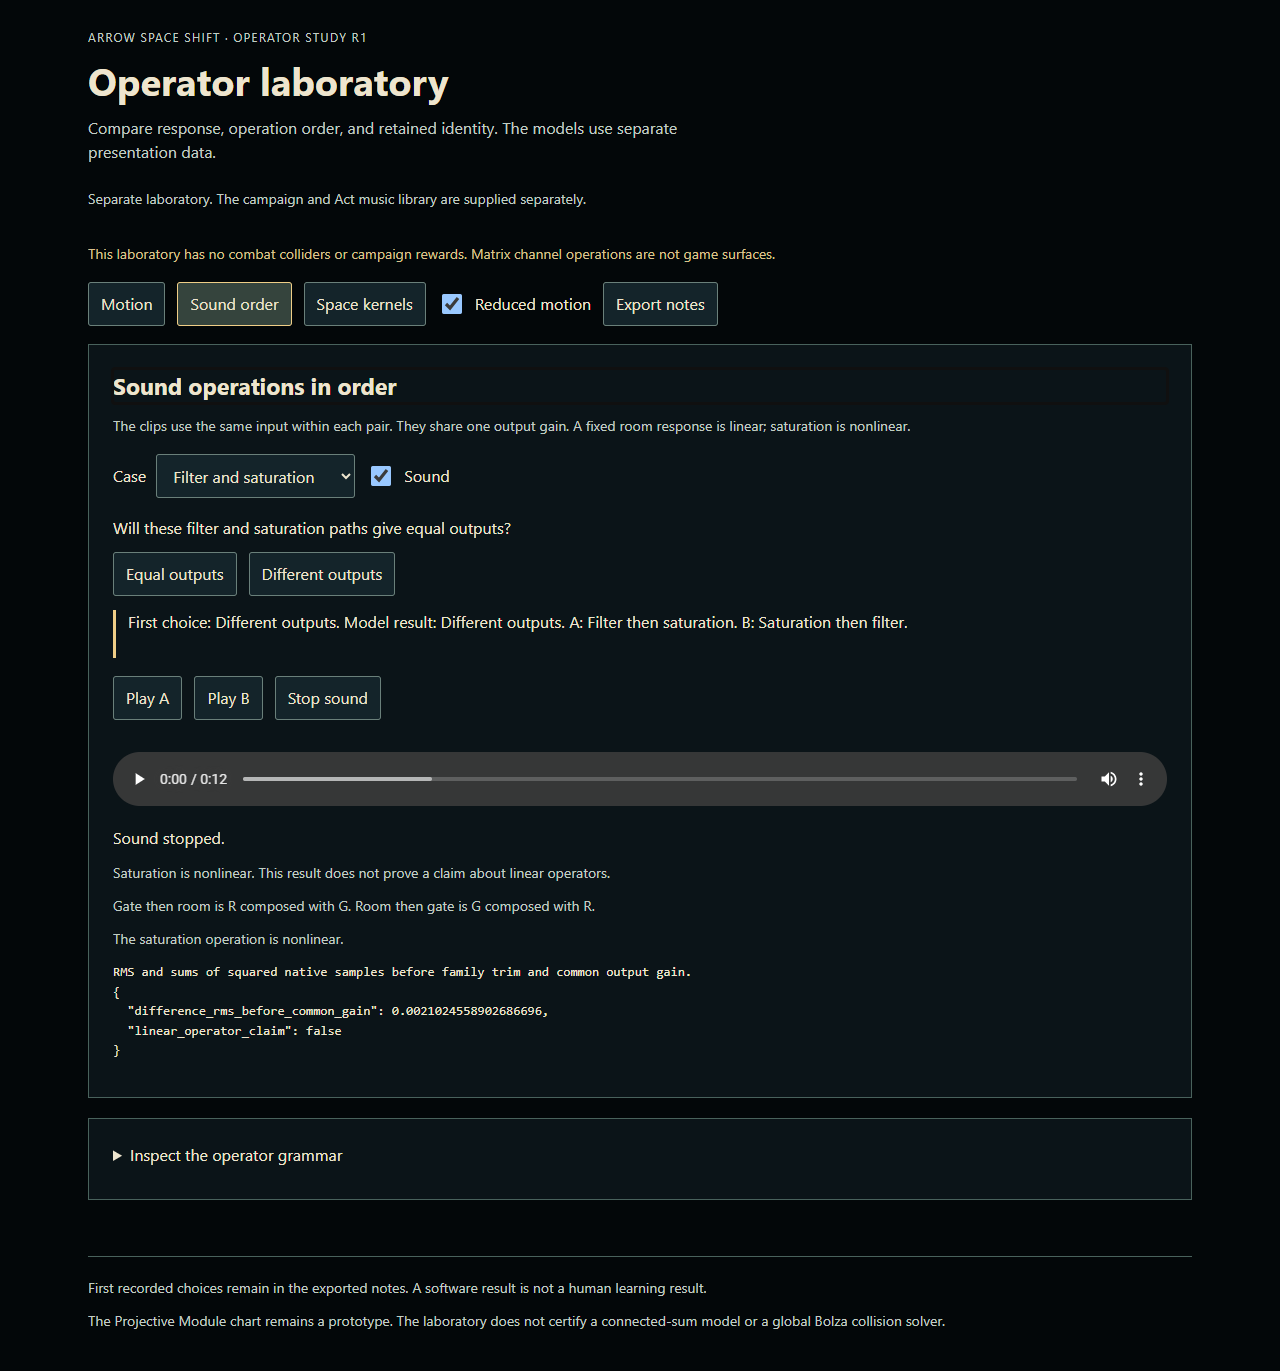 ARROW SPACE SHIFT · OPERATOR STUDY R1
Operator laboratory
Compare response, operation order, and retained identity. The models use separate
presentation data.
Separate laboratory. The campaign and Act music library are supplied separately.
This laboratory has no combat colliders or campaign rewards. Matrix channel operations are not game surfaces.
Motion Sound order Space kernels Reduced motion Export notes
Sound operations in order
The clips use the same input within each pair. They share one output gain. A fixed room response is linear; saturation is nonlinear.
Case Filter and saturation Sound
Will these filter and saturation paths give equal outputs?
Equal outputs Different outputs
First choice: Different outputs. Model result: Different outputs. A: Filter then saturation. B: Saturation then filter.
Play A Play B Stop sound
0:00 / 0:12
Sound stopped.
Saturation is nonlinear. This result does not prove a claim about linear operators.
Gate then room is R composed with G. Room then gate is G composed with R.
The saturation operation is nonlinear.
RMS and sums of squared native samples before family trim and common output gain.
{
"difference_rms_before_common_gain": 0.0021024558902686696,
"linear_operator_claim": false
}
Inspect the operator grammar
First recorded choices remain in the exported notes. A software result is not a human learning result.
The Projective Module chart remains a prototype. The laboratory does not certify a connected-sum model or a global Bolza collision solver.